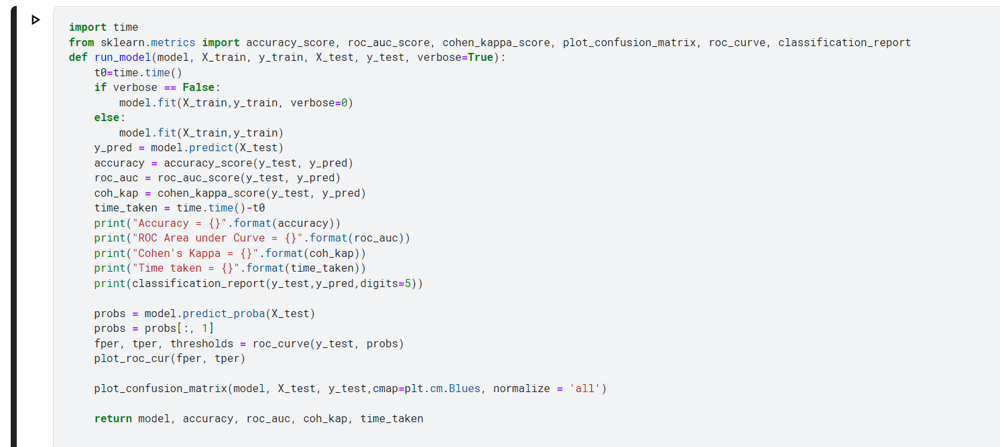 import time
from sklearn.metrics import accuracy_score, roc_auc_score, cohen_kappa_score, plot_confusion_matrix, roc_curve, classification_report
def run_model(model, X_train, y_train, X_test, y_test, verbose=True):
    t0=time.time()
    if verbose == False:
        model.fit(X_train,y_train, verbose=0)
    else:
        model.fit(X_train,y_train)
    y_pred = model.predict(X_test)
    accuracy = accuracy_score(y_test, y_pred)
    roc_auc = roc_auc_score(y_test, y_pred)
    coh_kap = cohen_kappa_score(y_test, y_pred)
    time_taken = time.time()-t0
    print("Accuracy = {}".format(accuracy))
    print("ROC Area under Curve = {}".format(roc_auc))
    print("Cohen's Kappa = {}".format(coh_kap))
    print("Time taken = {}".format(time_taken))
    print(classification_report(y_test,y_pred,digits=5))

    probs = model.predict_proba(X_test)
    probs = probs[:, 1]
    fper, tper, thresholds = roc_curve(y_test, probs)
    plot_roc_cur(fper, tper)

    plot_confusion_matrix(model, X_test, y_test,cmap=plt.cm.Blues, normalize = 'all')

    return model, accuracy, roc_auc, coh_kap, time_taken